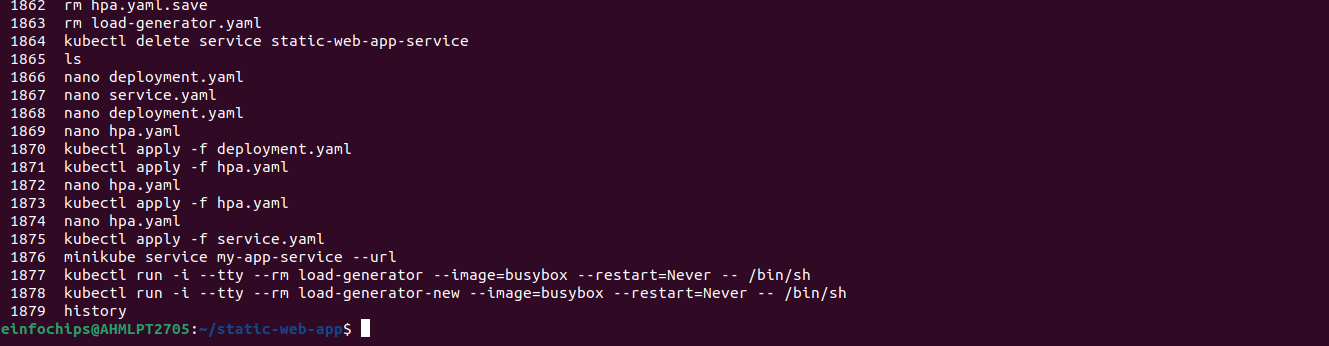 1862  rm hpa.yaml.save
1863  rm load-generator.yaml
1864  kubectl delete service static-web-app-service
1865  ls
1866  nano deployment.yaml
1867  nano service.yaml
1868  nano deployment.yaml
1869  nano hpa.yaml
1870  kubectl apply -f deployment.yaml
1871  kubectl apply -f hpa.yaml
1872  nano hpa.yaml
1873  kubectl apply -f hpa.yaml
1874  nano hpa.yaml
1875  kubectl apply -f service.yaml
1876  minikube service my-app-service --url
1877  kubectl run -i --tty --rm load-generator --image=busybox --restart=Never -- /bin/sh
1878  kubectl run -i --tty --rm load-generator-new --image=busybox --restart=Never -- /bin/sh
1879  history
einfochips@AHMLPT2705:~/static-web-app$